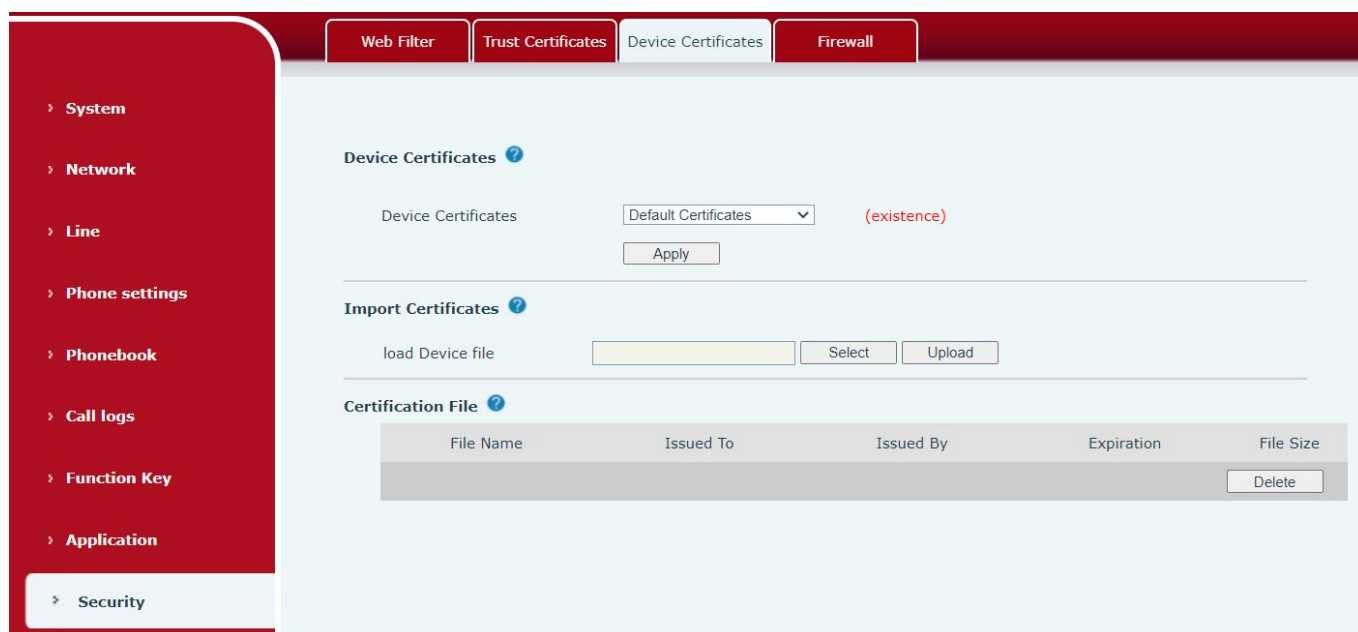 Web Filter Trust Certificates Device Certificates Firewall
System
Network
Line
Phone settings
Phonebook
Call logs
Function Key
Application
Security
Device Certificates ?
Device Certificates Default Certificates (existence)
Apply
Import Certificates ?
load Device file Select Upload
Certification File ?
File Name Issued To Issued By Expiration File Size
Delete